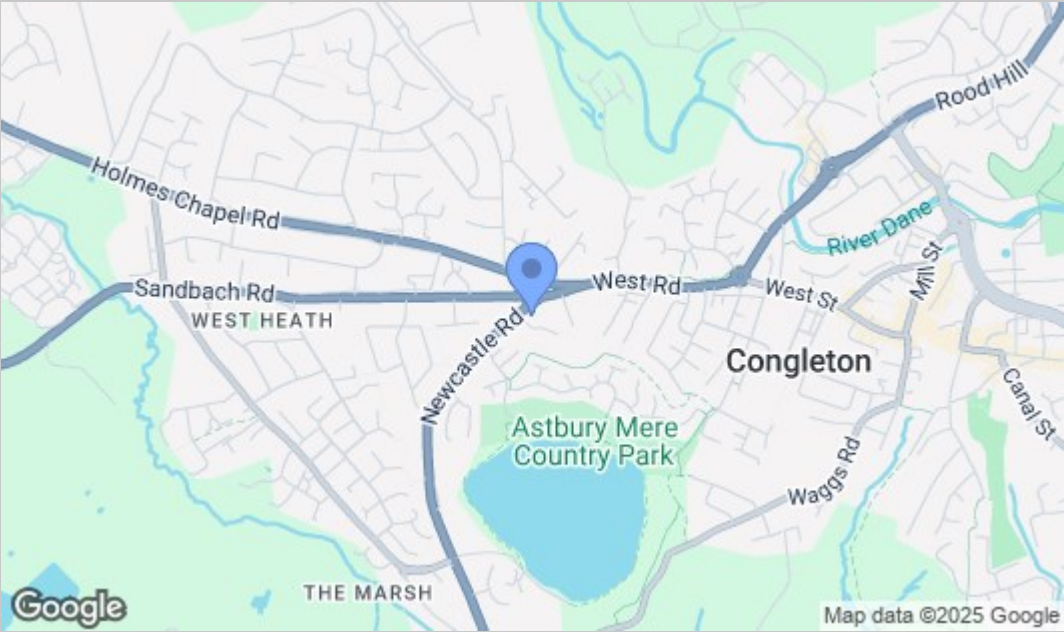 Rood Hill
Holmes Chapel Rd
River Dane
Mill St
Sandbach Rd
West Rd
West St
WEST HEATH
Newcastle Rd
Congleton
Canal St
Astbury Mere
Country Park
Waggs Rd
THE MARSH
Google
Map data ©2025 Google